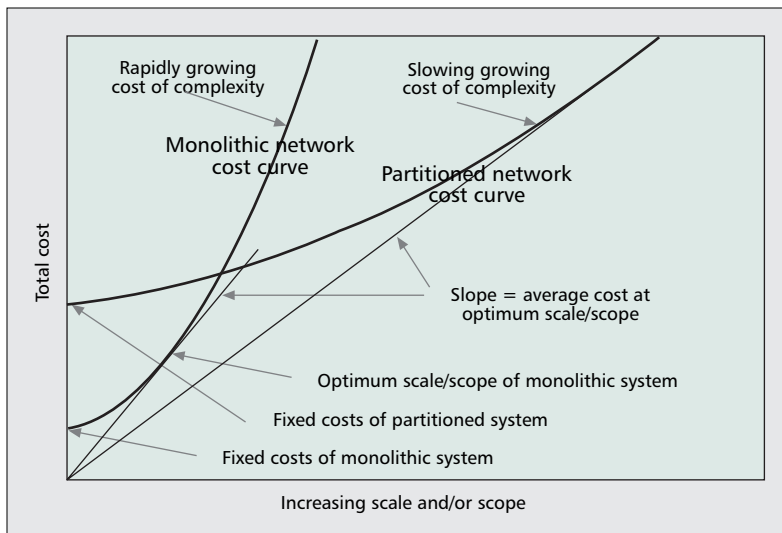 Rapidly growing
cost of complexity
Slowing growing
cost of complexity
Monolithic network
cost curve
Partitioned network
cost curve
Total cost
Slope = average cost at
optimum scale/scope
Optimum scale/scope of monolithic system
Fixed costs of partitioned system
Fixed costs of monolithic system
Increasing scale and/or scope